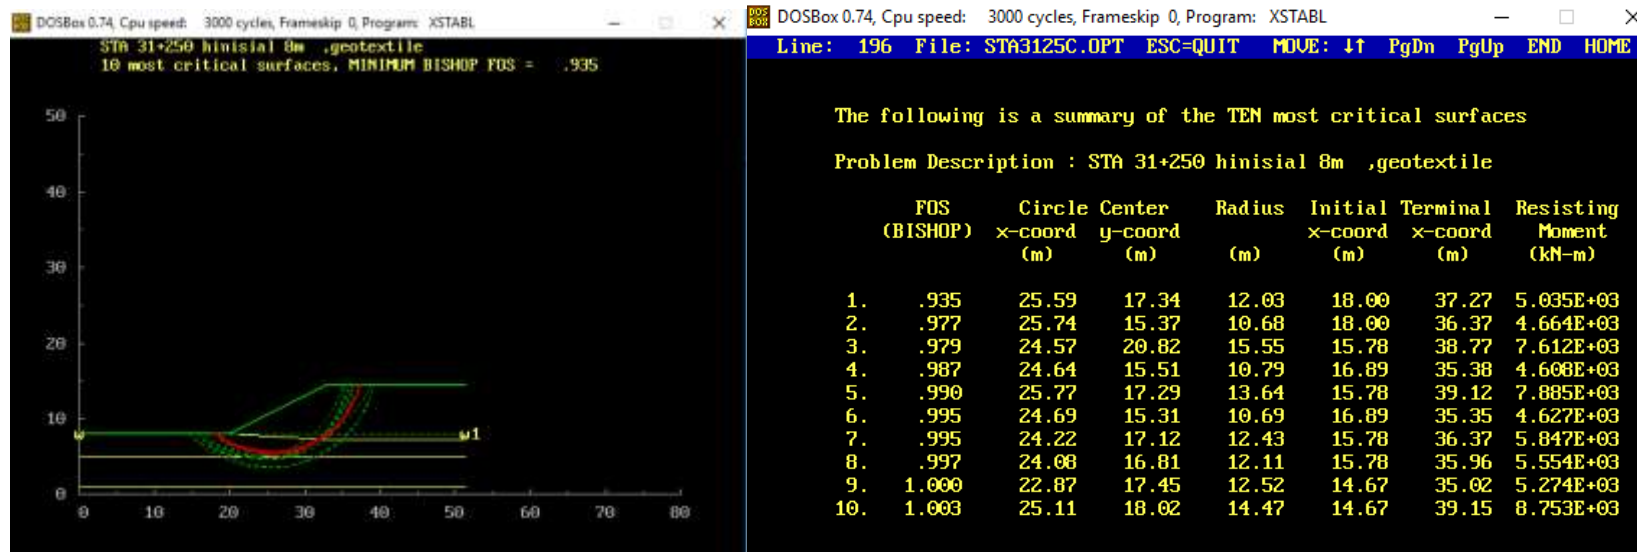 DOSBox 0.74, Cpu speed: 3000 cycles, Frameskip 0, Program: XSTABL
STA 31+250 hinisial 8m ,geotextile
10 most critical surfaces, MINIMUM BISHOP FOS = .935
50
40
30
20
10
0
w
w1
0 10 20 30 40 50 60 70 80
DOSBox 0.74, Cpu speed: 3000 cycles, Frameskip 0, Program: XSTABL
Line: 196 File: STA3125C.OPT ESC=QUIT MOVE: ↓↑ PgDn PgUp END HOME
The following is a summary of the TEN most critical surfaces
Problem Description : STA 31+250 hinisial 8m ,geotextile
FOS Circle Center Radius Initial Terminal Resisting
(BISHOP) x-coord y-coord x-coord x-coord Moment
(m) (m) (m) (m) (m) (kN-m)
1. .935 25.59 17.34 12.03 18.00 37.27 5.035E+03
2. .977 25.74 15.37 10.68 18.00 36.37 4.664E+03
3. .979 24.57 20.82 15.55 15.78 38.77 7.612E+03
4. .987 24.64 15.51 10.79 16.89 35.38 4.608E+03
5. .990 25.77 17.29 13.64 15.78 39.12 7.885E+03
6. .995 24.69 15.31 10.69 16.89 35.35 4.627E+03
7. .995 24.22 17.12 12.43 15.78 36.37 5.847E+03
8. .997 24.08 16.81 12.11 15.78 35.96 5.554E+03
9. 1.000 22.87 17.45 12.52 14.67 35.02 5.274E+03
10. 1.003 25.11 18.02 14.47 14.67 39.15 8.753E+03